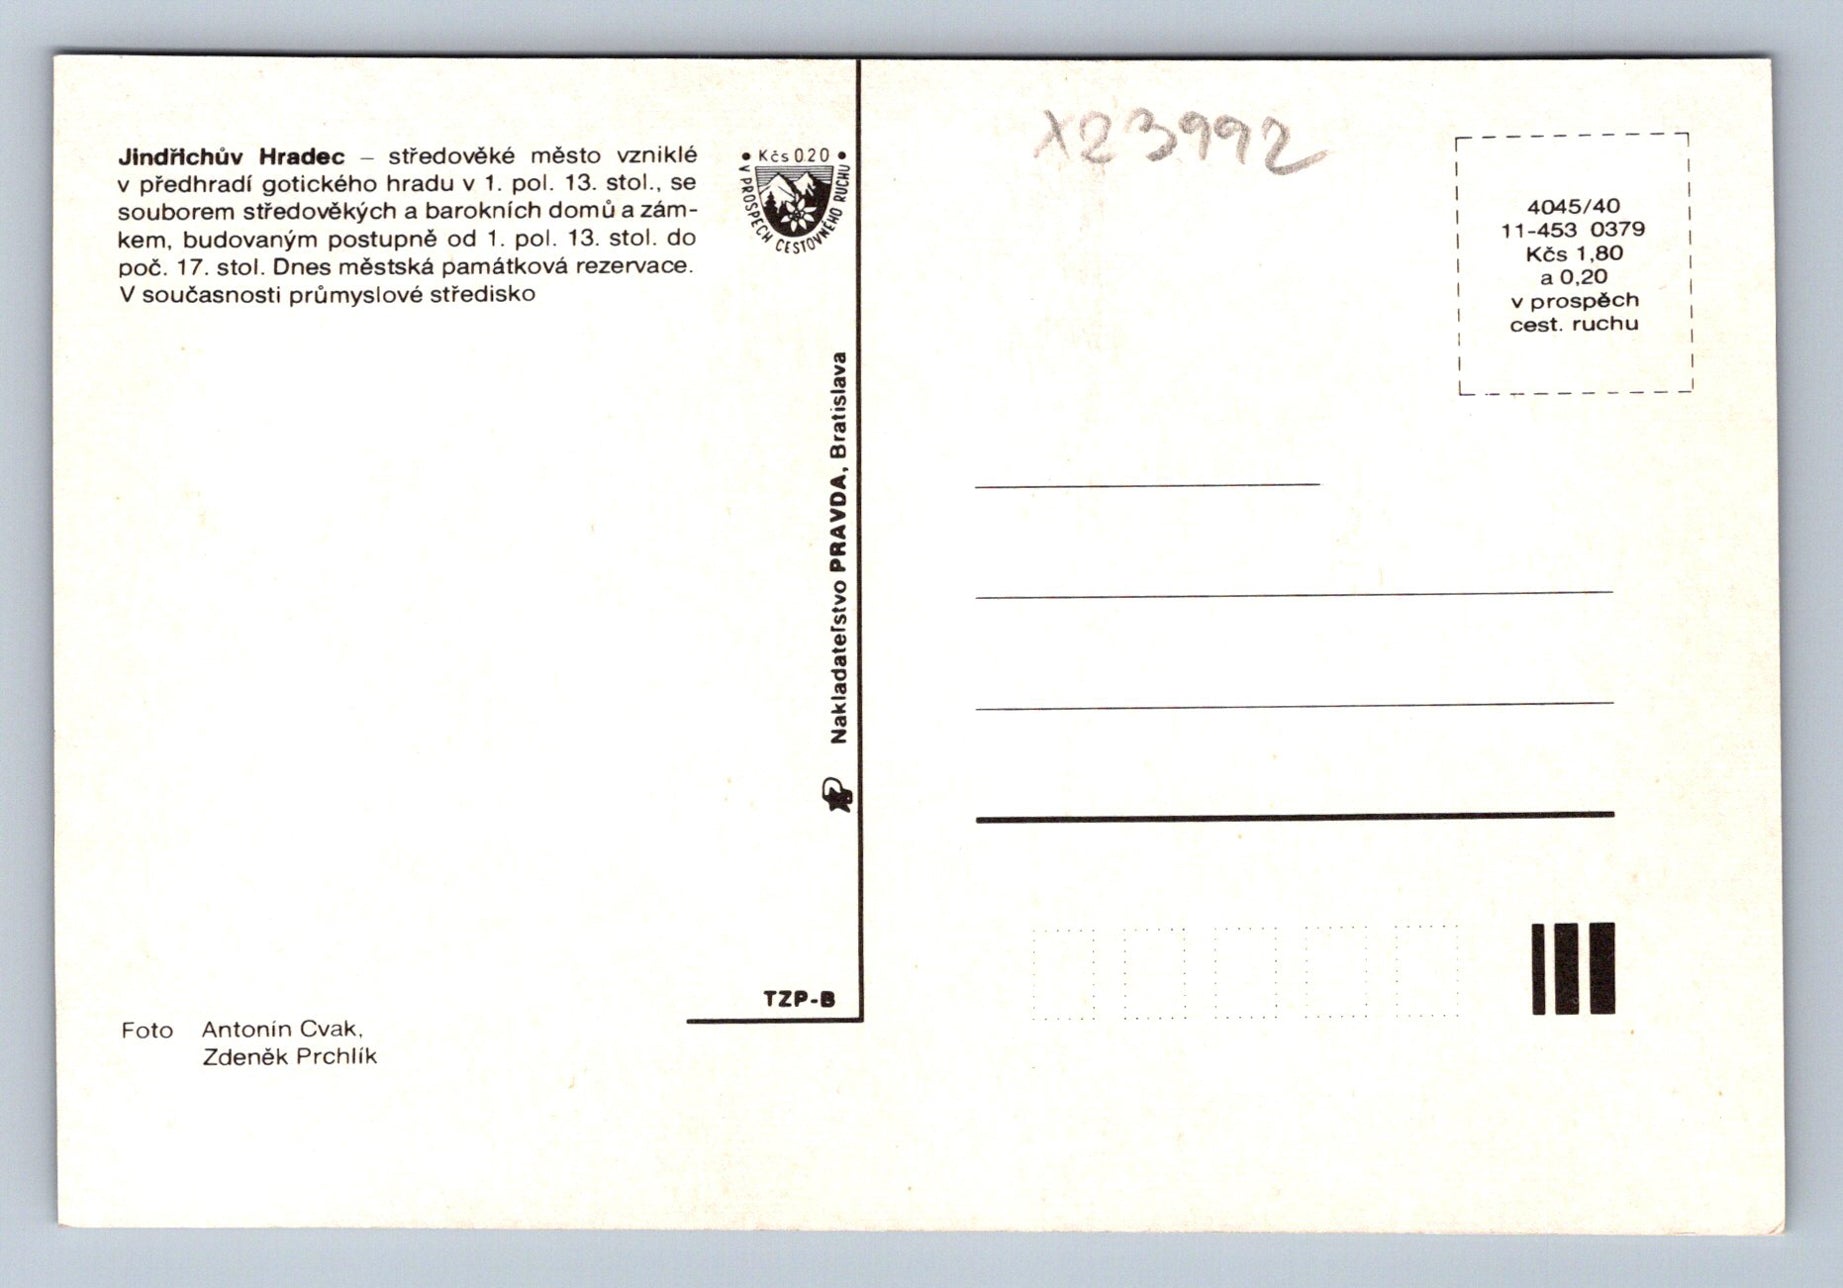 Jindřichův Hradec – středověké město vzniklé
v předhradí gotického hradu v 1. pol. 13. stol., se
souborem středověkých a barokních domů a zám-
kem, budovaným postupně od 1. pol. 13. stol. do
poč. 17. stol. Dnes městská památková rezervace.
V současnosti průmyslové středisko
• Kčs 0.20 •
V PROSPĚCH CESTOVNÉHO RUCHU
Nakladateľstvo PRAVDA, Bratislava
TZP-B
Foto Antonín Cvak,
Zdeněk Prchlík
X23992
4045/40
11-453 0379
Kčs 1,80
a 0,20
v prospěch
cest. ruchu